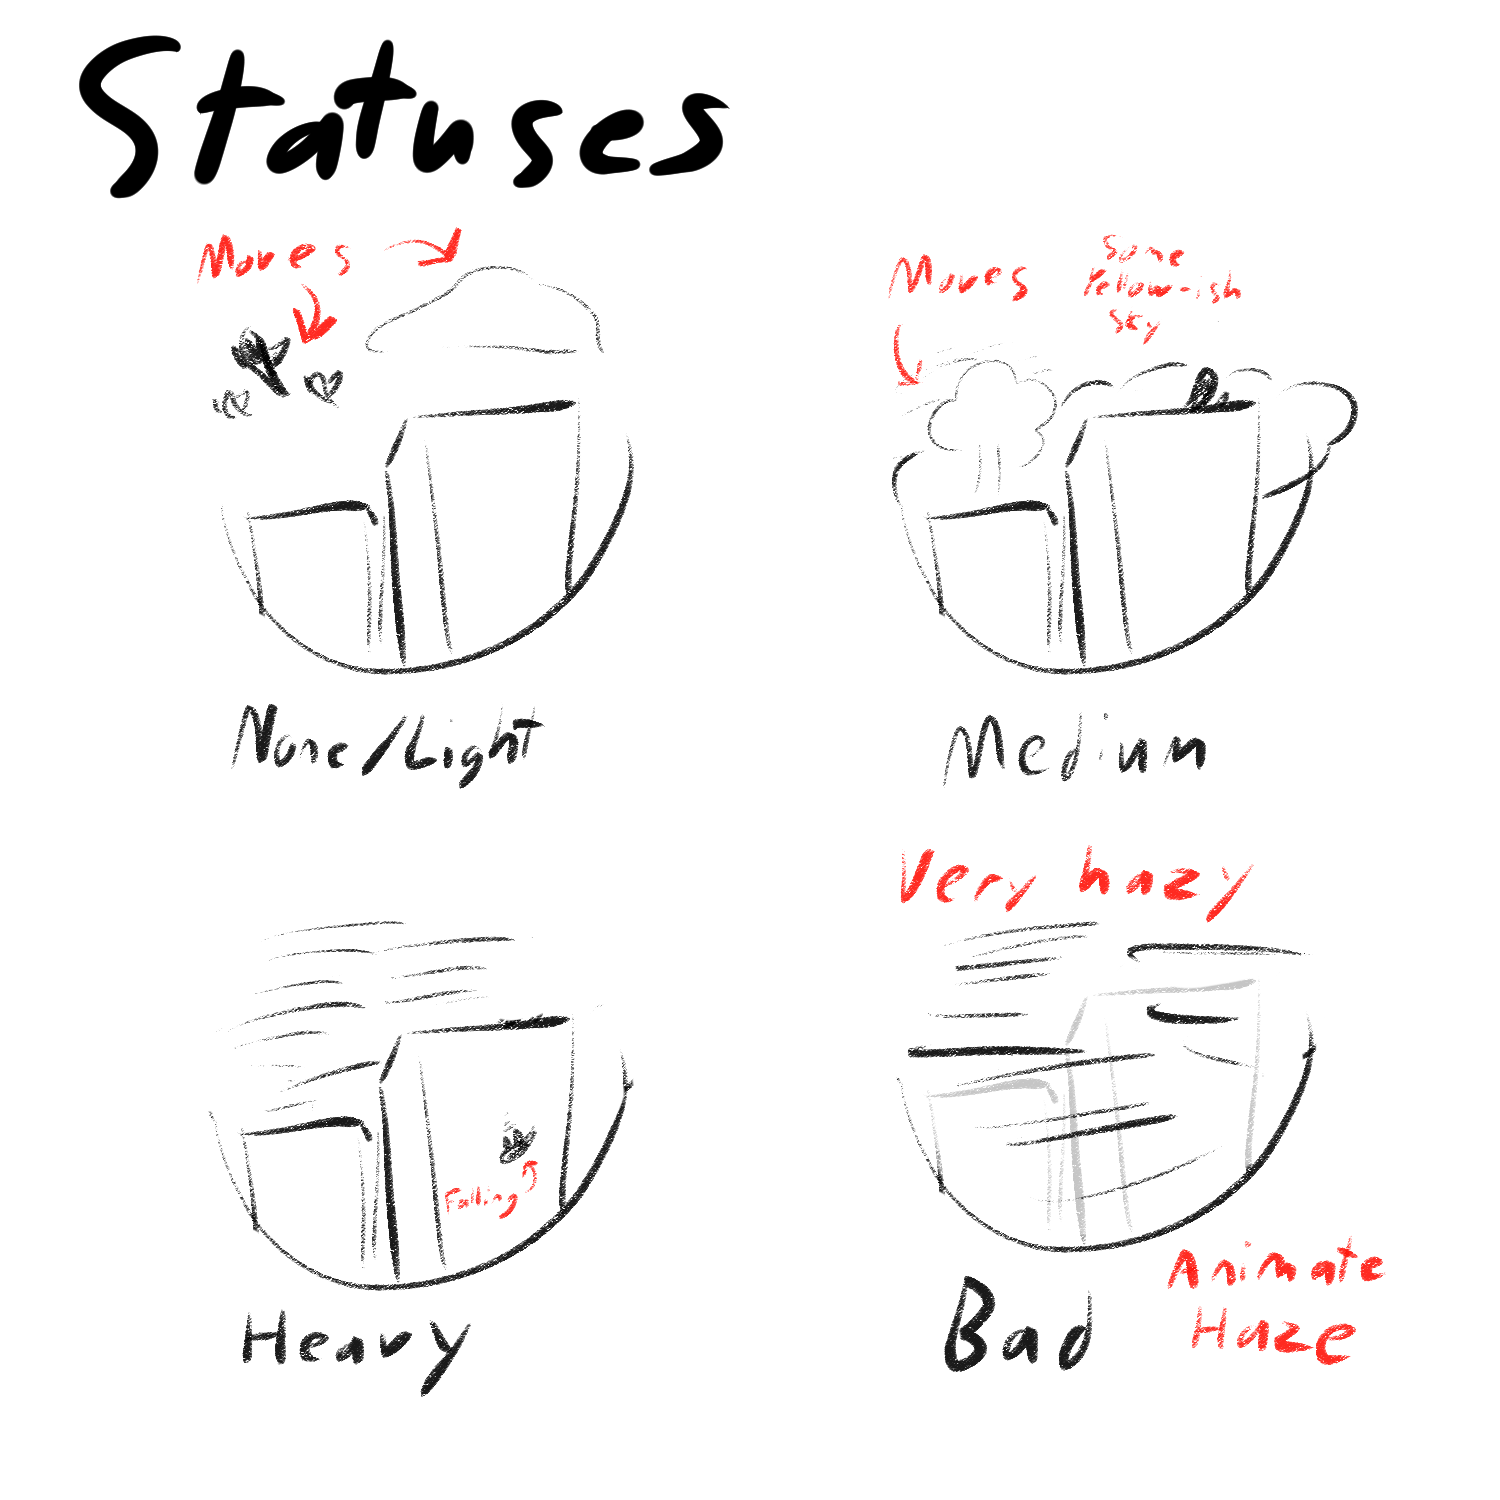 Statuses
Moves
Moves
Some
Yellow-ish
Sky
None/Light
Medium
Very hazy
Falling
Heavy
Bad
Animate
Haze